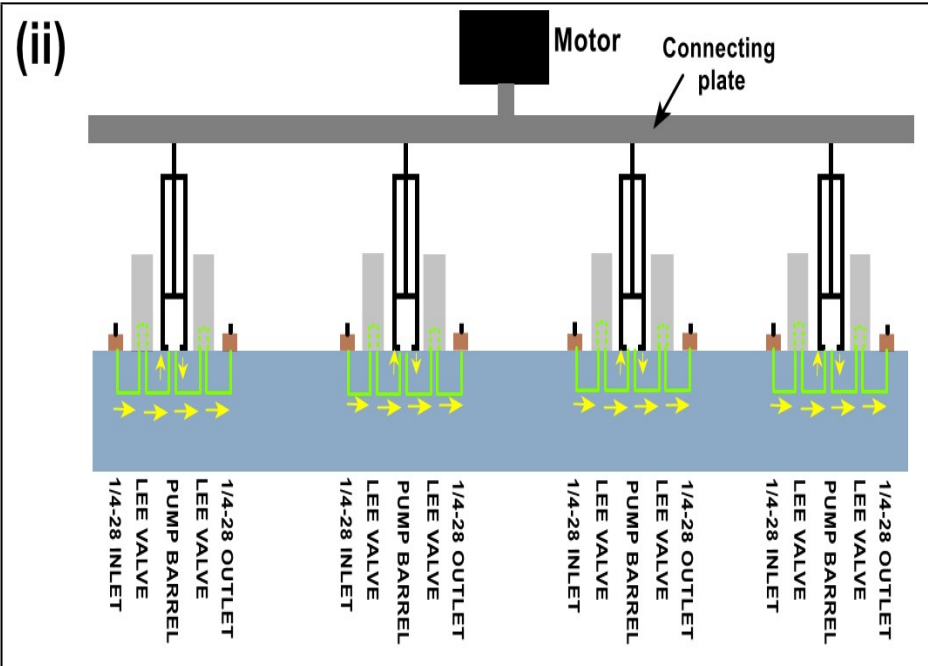 (ii)
Motor
Connecting
plate
1/4-28 INLET
LEE VALVE
PUMP BARREL
LEE VALVE
1/4-28 OUTLET
1/4-28 INLET
LEE VALVE
PUMP BARREL
LEE VALVE
1/4-28 OUTLET
1/4-28 INLET
LEE VALVE
PUMP BARREL
LEE VALVE
1/4-28 OUTLET
1/4-28 INLET
LEE VALVE
PUMP BARREL
LEE VALVE
1/4-28 OUTLET